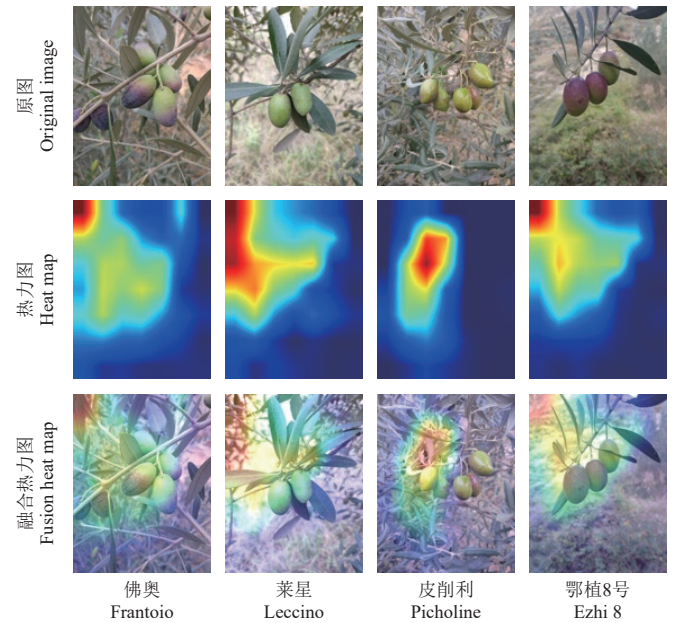 原图
Original image
热力图
Heat map
融合热力图
Fusion heat map
佛奥
莱星
皮削利
鄂植8号
Frantoio
Leccino
Picholine
Ezhi 8